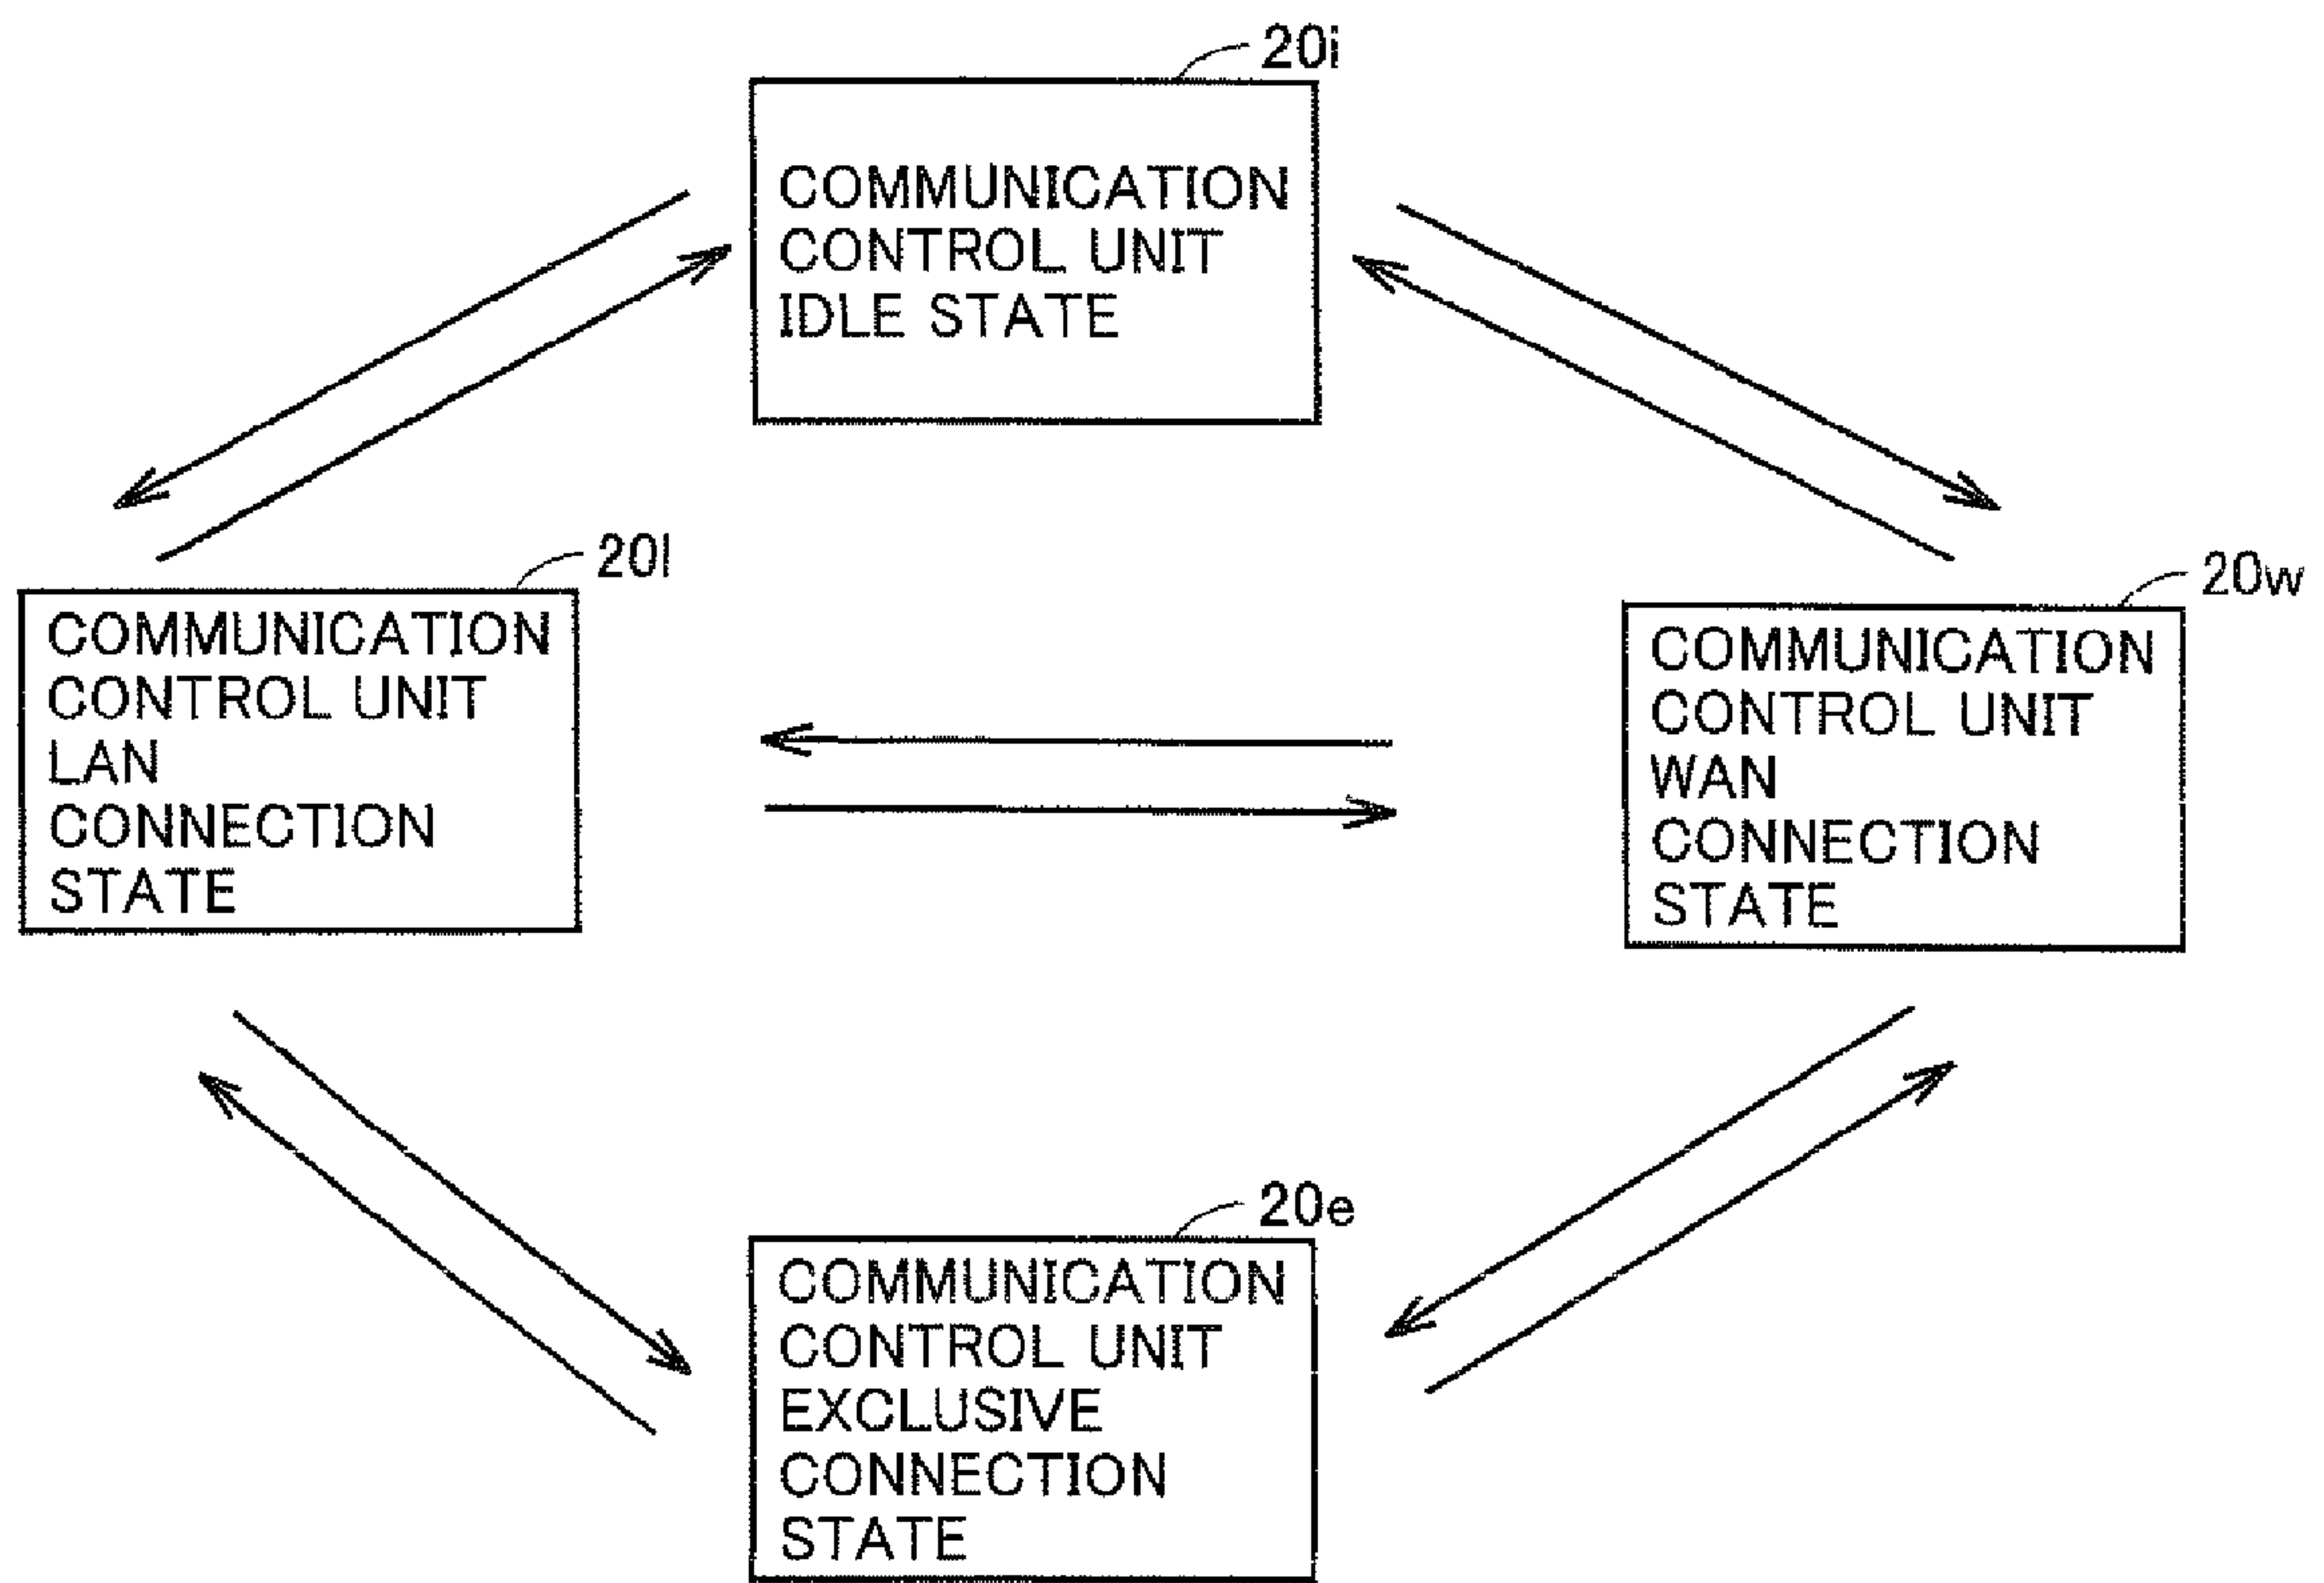 20i
COMMUNICATION
CONTROL UNIT
IDLE STATE
20l
COMMUNICATION
CONTROL UNIT
LAN
CONNECTION
STATE
20w
COMMUNICATION
CONTROL UNIT
WAN
CONNECTION
STATE
20e
COMMUNICATION
CONTROL UNIT
EXCLUSIVE
CONNECTION
STATE